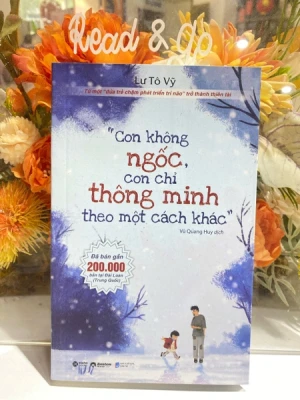 Read & go
Lư Tô Vỹ
Từ một "đứa trẻ chậm phát triển trí não" trở thành thiên tài
"Con không
ngốc,
con chỉ
thông minh
theo một cách khác"
Vũ Quang Huy dịch
Đã bán gần
200.000
bản tại Đài Loan
(Trung Quốc)